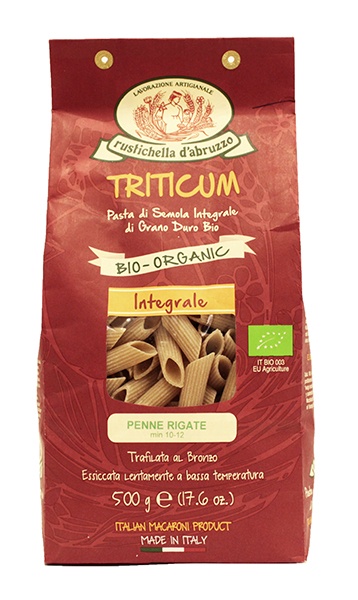 LAVORAZIONE ARTIGIANALE
rustichella d'abruzzo
TRITICUM
Pasta di Semola Integrale
di Grano Duro Bio
BIO-ORGANIC
Integrale
IT BIO 003
EU Agriculture
PENNE RIGATE
min 10-12
Trafilata al Bronzo
Essiccata lentamente a bassa temperatura
500 g ℮ (17.6 oz.)
ITALIAN MACARONI PRODUCT
MADE IN ITALY